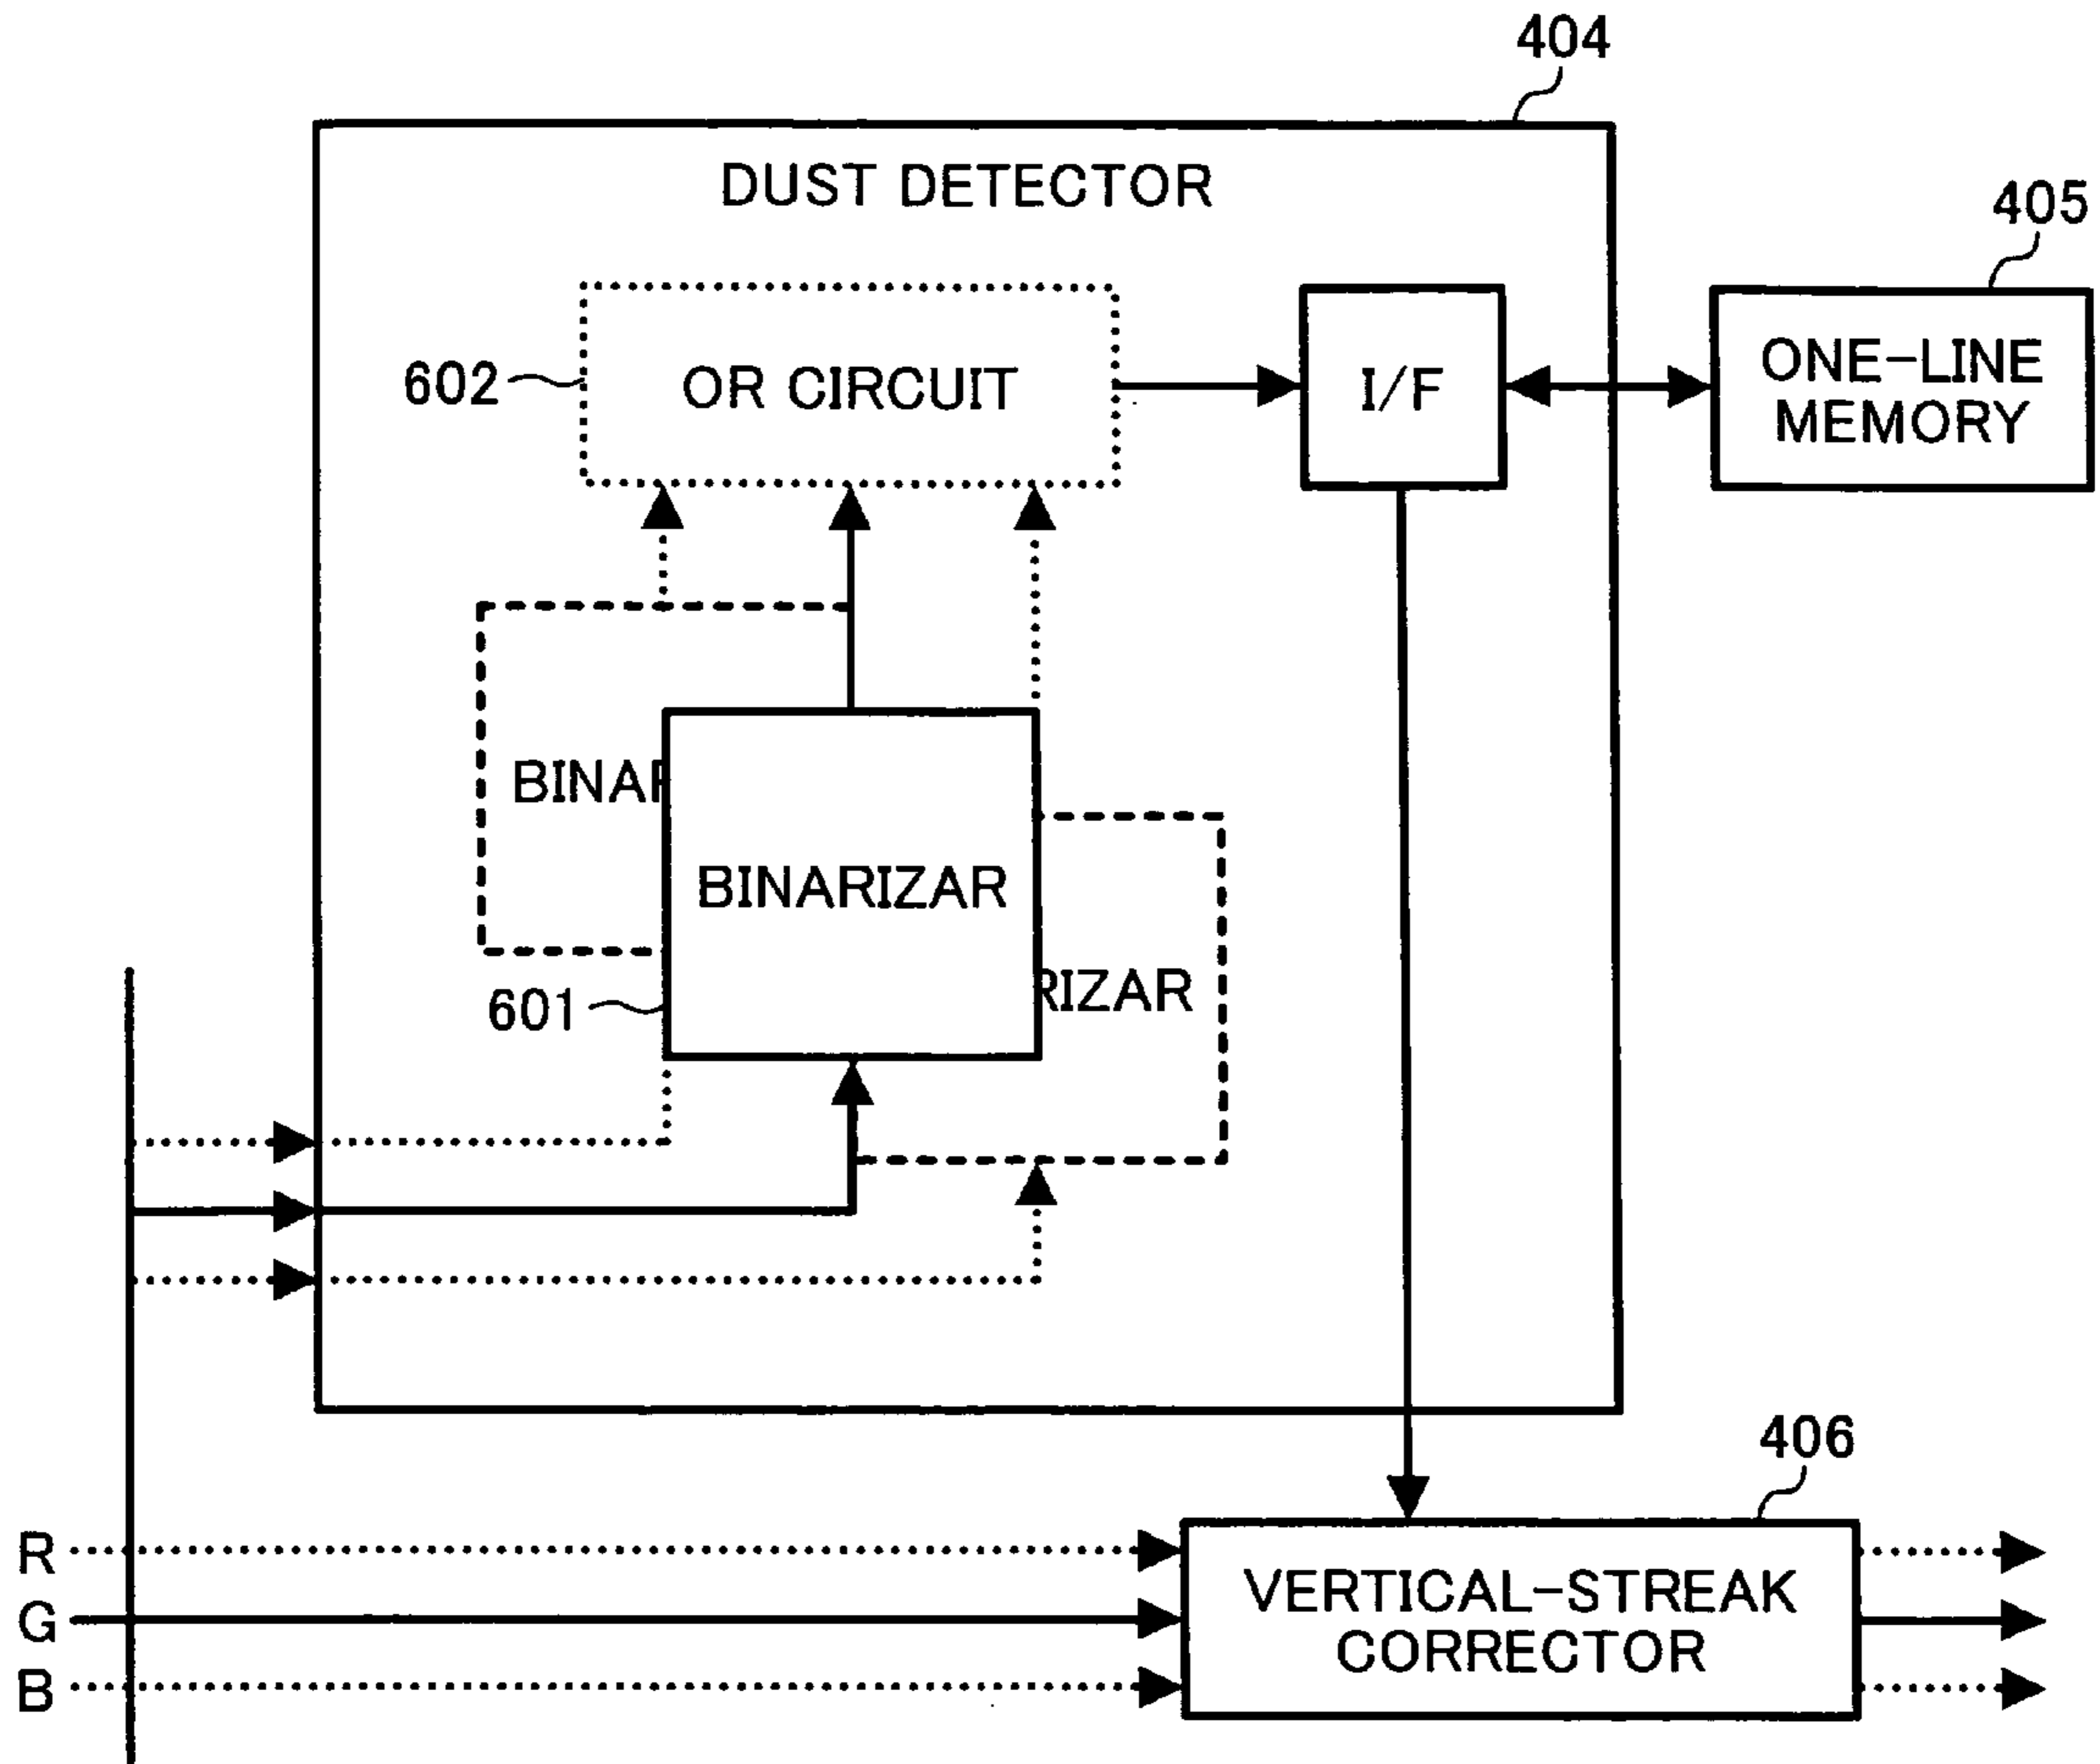 404
DUST DETECTOR
405
602
OR CIRCUIT
I/F
ONE-LINE
MEMORY
BINAR
BINARIZAR
RIZAR
601
406
R
G
B
VERTICAL-STREAK
CORRECTOR